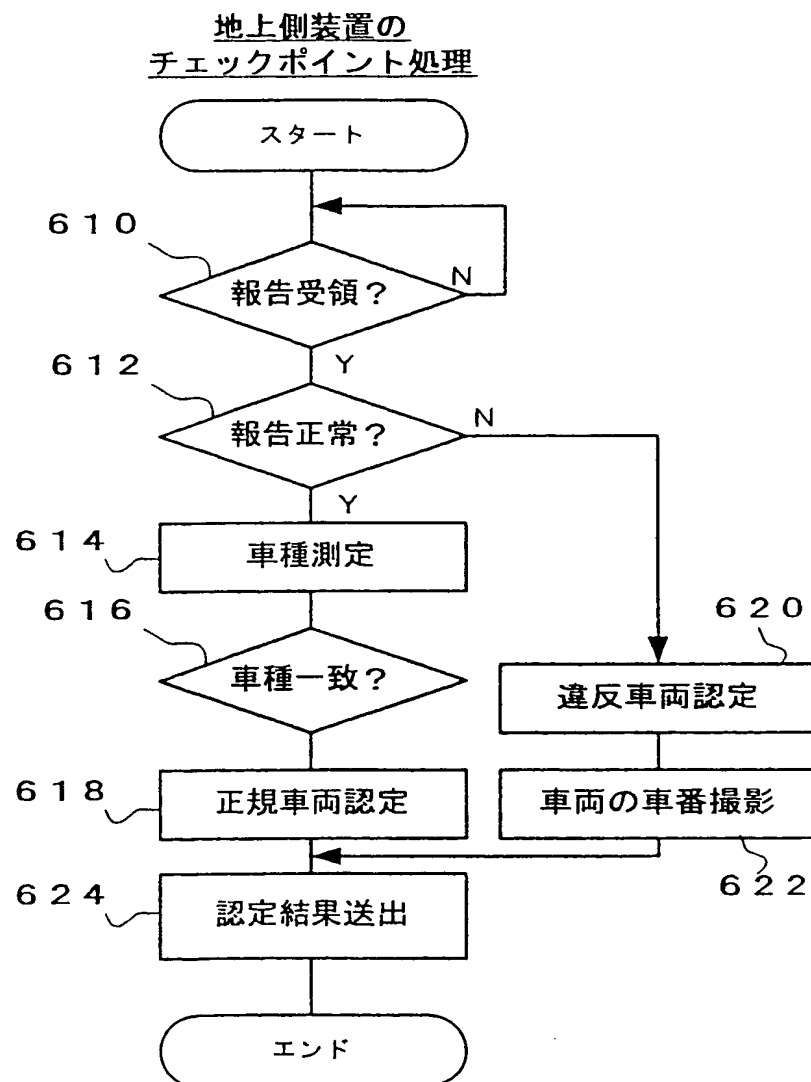 地上側装置の
チェックポイント処理
スタート
610
報告受領?
N
Y
612
報告正常?
N
Y
614
車種測定
616
車種一致?
620
違反車両認定
618
正規車両認定
車両の車番撮影
622
624
認定結果送出
エンド